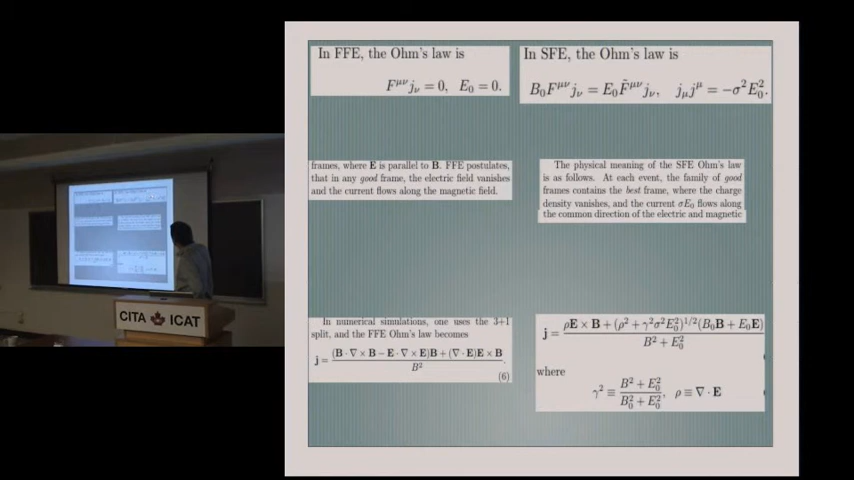 In FFE, the Ohm's law is
F^{μν}j_ν = 0, E_0 = 0.
In SFE, the Ohm's law is
B_0F^{μν}j_ν = E_0F̃^{μν}j_ν, j_μj^μ = −σ²E_0².
frames, where E is parallel to B. FFE postulates,
that in any good frame, the electric field vanishes
and the current flows along the magnetic field.
The physical meaning of the SFE Ohm's law
is as follows. At each event, the family of good
frames contains the best frame, where the charge
density vanishes, and the current σE_0 flows along
the common direction of the electric and magnetic
In numerical simulations, one uses the 3+1
split, and the FFE Ohm's law becomes
j = ((B · ∇ × B − E · ∇ × E)B + (∇ · E)E × B) / B².
(6)
j = (ρE × B + (ρ² + γ²σ²E_0²)^{1/2}(B_0B + E_0E)) / (B² + E_0²)
where
γ² ≡ (B² + E_0²) / (B_0² + E_0²), ρ ≡ ∇ · E
CITA ICAT